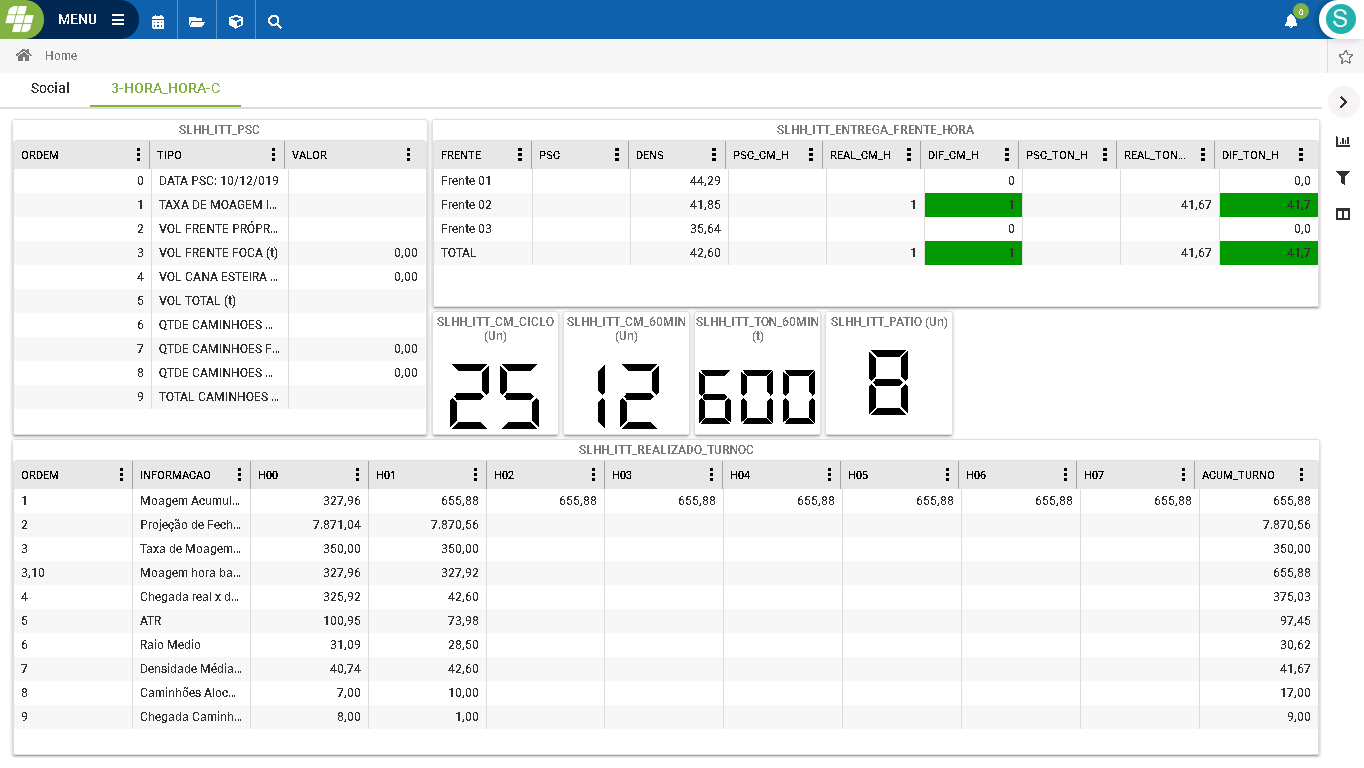 MENU
0
S
Home
Social 3-HORA_HORA-C
SLHH_ITT_PSC
ORDEM TIPO VALOR
0 DATA PSC: 10/12/019
1 TAXA DE MOAGEM I...
2 VOL FRENTE PRÓPR...
3 VOL FRENTE FOCA (t) 0,00
4 VOL CANA ESTEIRA ... 0,00
5 VOL TOTAL (t)
6 QTDE CAMINHOES ...
7 QTDE CAMINHOES F... 0,00
8 QTDE CAMINHOES ... 0,00
9 TOTAL CAMINHOES ...
SLHH_ITT_ENTREGA_FRENTE_HORA
FRENTE PSC DENS PSC_CM_H REAL_CM_H DIF_CM_H PSC_TON_H REAL_TON... DIF_TON_H
Frente 01 44,29 0 0,0
Frente 02 41,85 1 1 41,67 41,7
Frente 03 35,64 0 0,0
TOTAL 42,60 1 1 41,67 41,7
SLHH_ITT_CM_CICLO
(Un)
25
SLHH_ITT_CM_60MIN
(Un)
12
SLHH_ITT_TON_60MIN
(t)
600
SLHH_ITT_PATIO (Un)
8
SLHH_ITT_REALIZADO_TURNOC
ORDEM INFORMACAO H00 H01 H02 H03 H04 H05 H06 H07 ACUM_TURNO
1 Moagem Acumul... 327,96 655,88 655,88 655,88 655,88 655,88 655,88 655,88 655,88
2 Projeção de Fech... 7.871,04 7.870,56 7.870,56
3 Taxa de Moagem... 350,00 350,00 350,00
3,10 Moagem hora ba... 327,96 327,92 655,88
4 Chegada real x d... 325,92 42,60 375,03
5 ATR 100,95 73,98 97,45
6 Raio Medio 31,09 28,50 30,62
7 Densidade Média... 40,74 42,60 41,67
8 Caminhões Aloc... 7,00 10,00 17,00
9 Chegada Caminh... 8,00 1,00 9,00